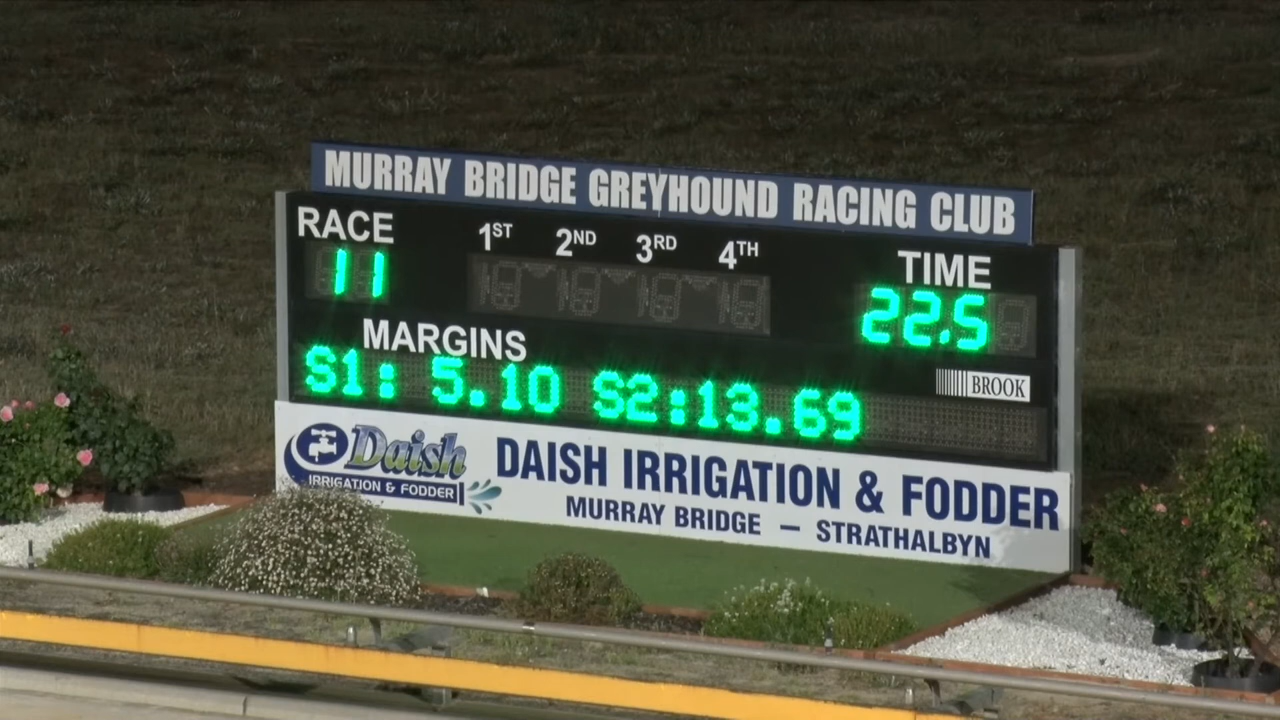 MURRAY BRIDGE GREYHOUND RACING CLUB
RACE 1ST 2ND 3RD 4TH TIME
11 22.5
MARGINS
S1: 5.10 S2:13.69
BROOK
Daish
IRRIGATION & FODDER
DAISH IRRIGATION & FODDER
MURRAY BRIDGE – STRATHALBYN